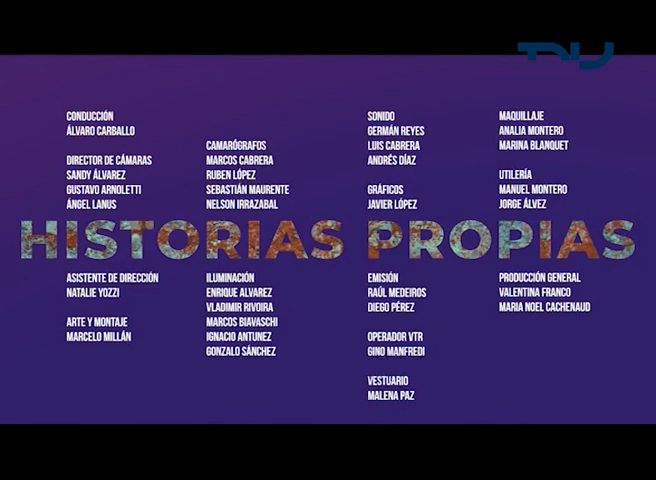 TNU
CONDUCCIÓN
ÁLVARO CARBALLO
DIRECTOR DE CÁMARAS
SANDY ÁLVAREZ
GUSTAVO ARNOLETTI
ÁNGEL LANUS
CAMARÓGRAFOS
MARCOS CABRERA
RUBEN LÓPEZ
SEBASTIÁN MAURENTE
NELSON IRRAZABAL
SONIDO
GERMÁN REYES
LUIS CABRERA
ANDRÉS DÍAZ
GRÁFICOS
JAVIER LÓPEZ
MAQUILLAJE
ANALIA MONTERO
MARINA BLANQUET
UTILERÍA
MANUEL MONTERO
JORGE ÁLVEZ
HISTORIAS PROPIAS
ASISTENTE DE DIRECCIÓN
NATALIE YOZZI
ARTE Y MONTAJE
MARCELO MILLÁN
ILUMINACIÓN
ENRIQUE ALVAREZ
VLADIMIR RIVOIRA
MARCOS BIAVASCHI
IGNACIO ANTUNEZ
GONZALO SÁNCHEZ
EMISIÓN
RAÚL MEDEIROS
DIEGO PÉREZ
OPERADOR VTR
GINO MANFREDI
VESTUARIO
MALENA PAZ
PRODUCCIÓN GENERAL
VALENTINA FRANCO
MARIA NOEL CACHENAUD